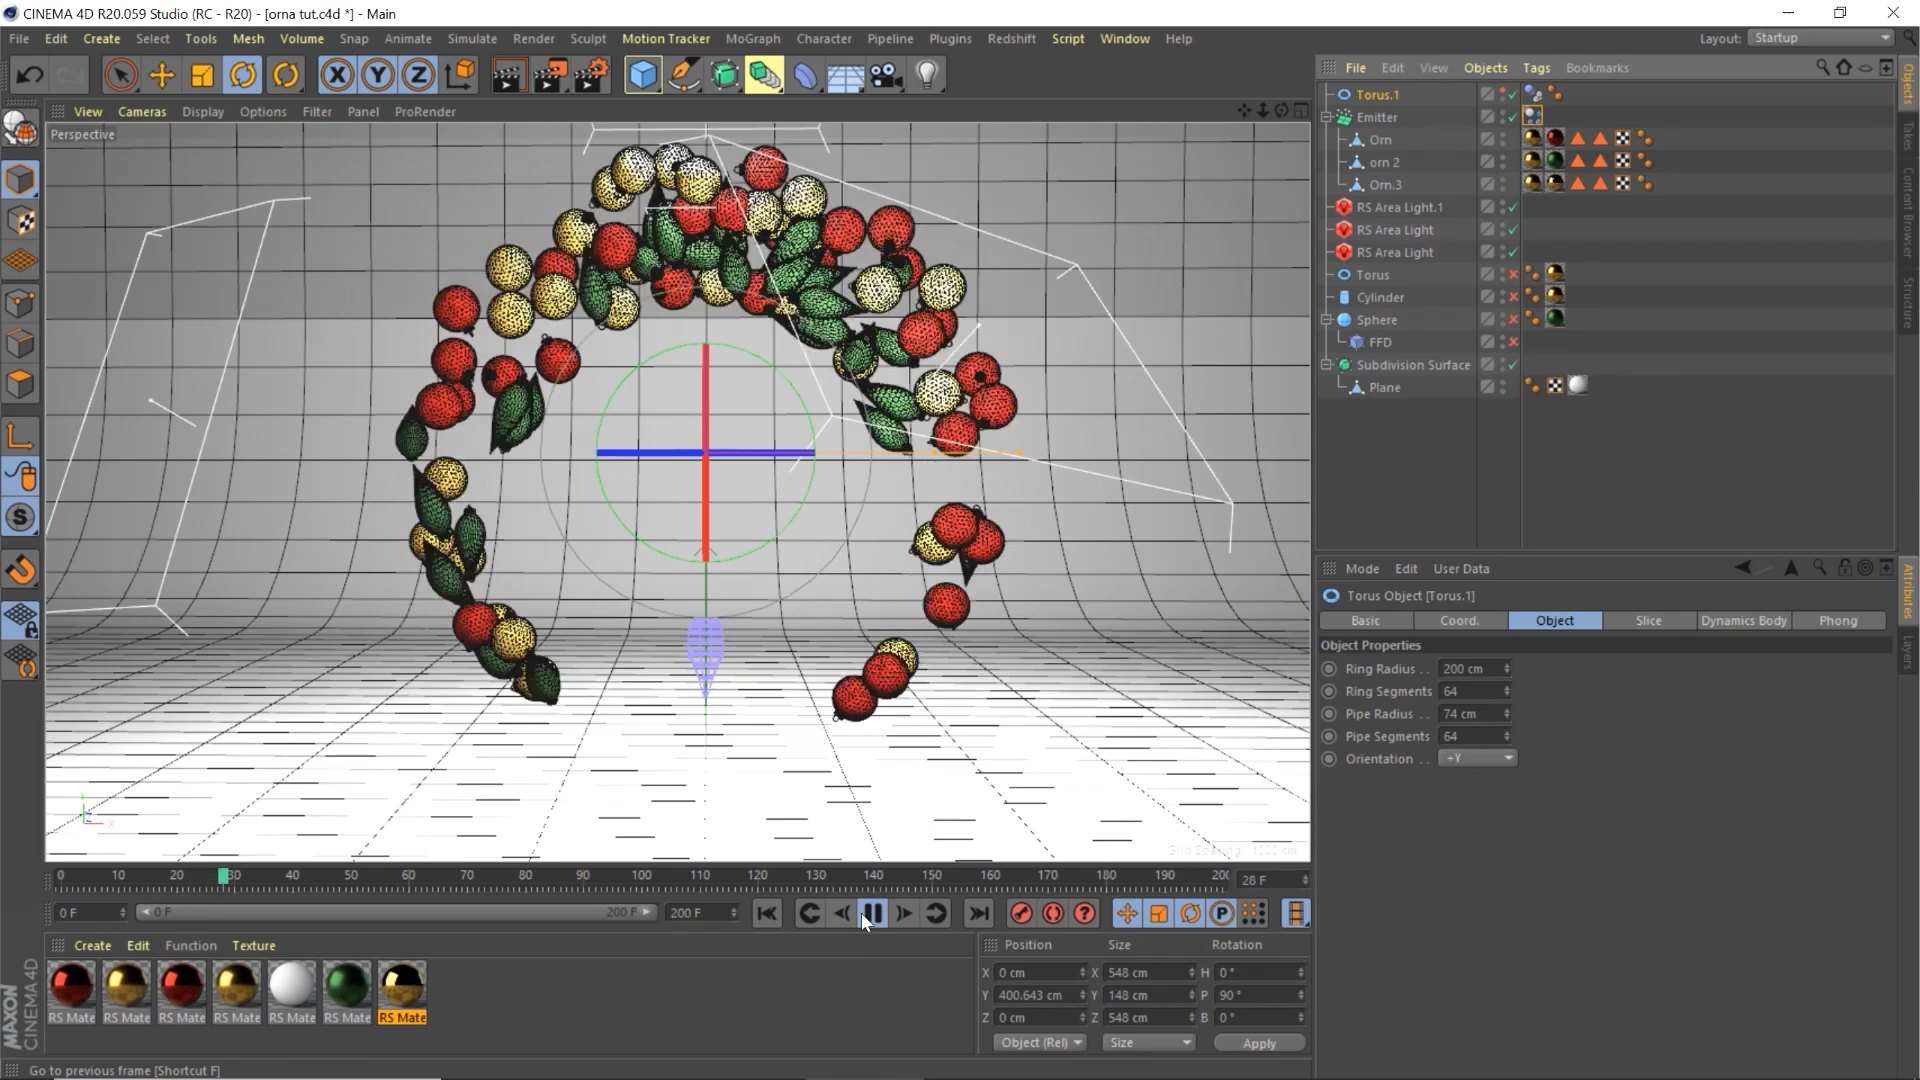 CINEMA 4D R20.059 Studio (RC - R20) - [orna tut.c4d *] - Main
File Edit Create Select Tools Mesh Volume Snap Animate Simulate Render Sculpt Motion Tracker MoGraph Character Pipeline Plugins Redshift Script Window Help
Layout: Startup
X Y Z
View Cameras Display Options Filter Panel ProRender
Perspective
File Edit View Objects Tags Bookmarks
Torus.1
Emitter
Orn
orn 2
Orn.3
RS Area Light.1
RS Area Light
RS Area Light
Torus
Cylinder
Sphere
FFD
Subdivision Surface
Plane
Objects
Takes
Content Browser
Structure
Mode Edit User Data
Torus Object [Torus.1]
Basic Coord. Object Slice Dynamics Body Phong
Object Properties
Ring Radius . . 200 cm
Ring Segments 64
Pipe Radius . . 74 cm
Pipe Segments 64
Orientation . . +Y
Attributes
Layers
0 10 20 30 40 50 60 70 80 90 100 110 120 130 140 150 160 170 180 190 200
28 F
0 F 0 F 200 F 200 F
Create Edit Function Texture
RS Mate RS Mate RS Mate RS Mate RS Mate RS Mate RS Mate
Position Size Rotation
X 0 cm X 548 cm H 0 °
Y 400.643 cm Y 148 cm P 90 °
Z 0 cm Z 548 cm B 0 °
Object (Rel) Size Apply
MAXON
CINEMA 4D
Go to previous frame [Shortcut F]